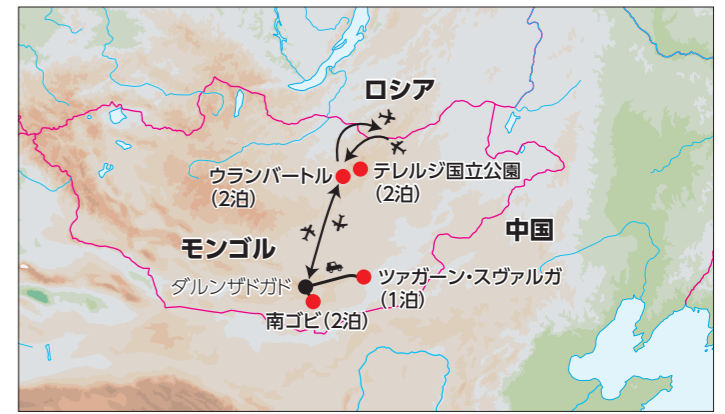 ロシア
ウランバートル
(2泊)
テレルジ国立公園
(2泊)
中国
モンゴル
ダルンザドガド
ツァガーン・スヴァルガ
(1泊)
南ゴビ(2泊)